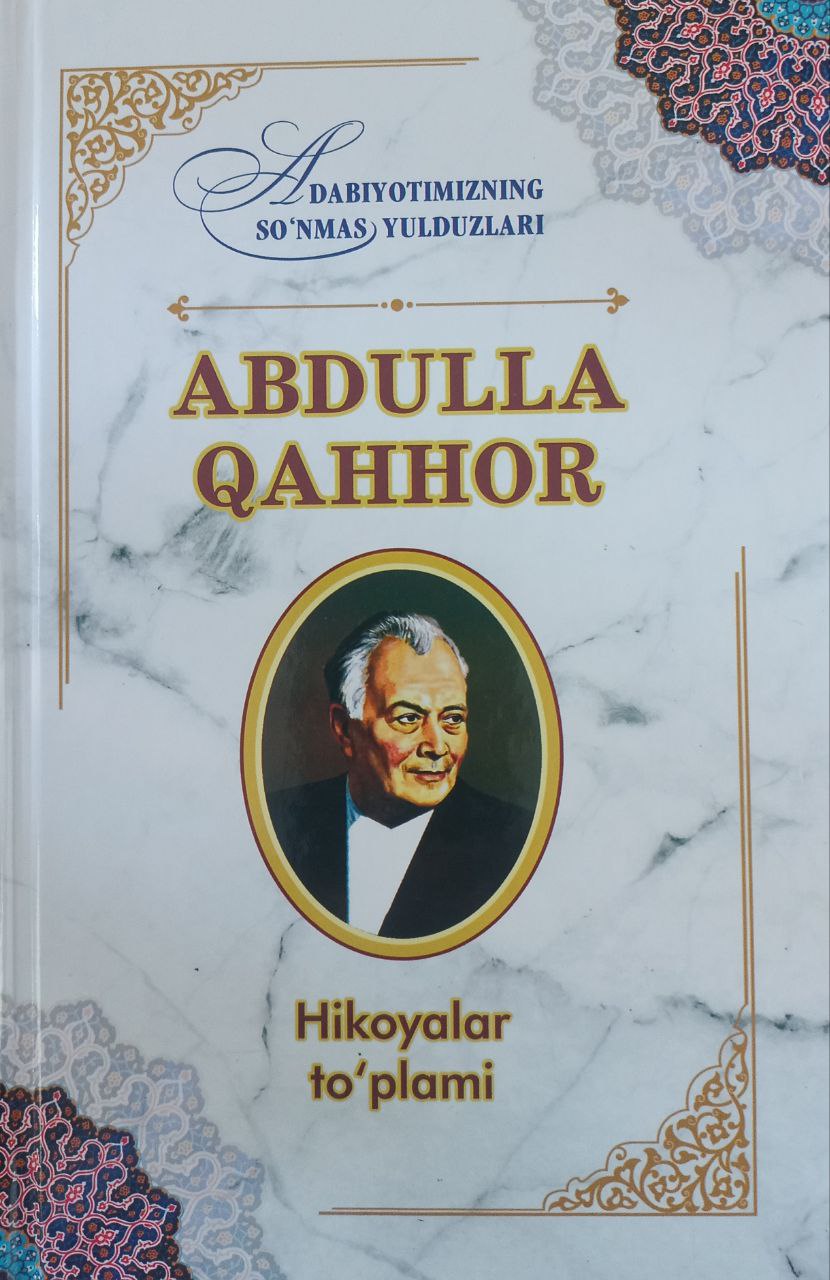 ADABIYOTIMIZNING
SO‘NMAS YULDUZLARI
ABDULLA
QAHHOR
Hikoyalar
to‘plami